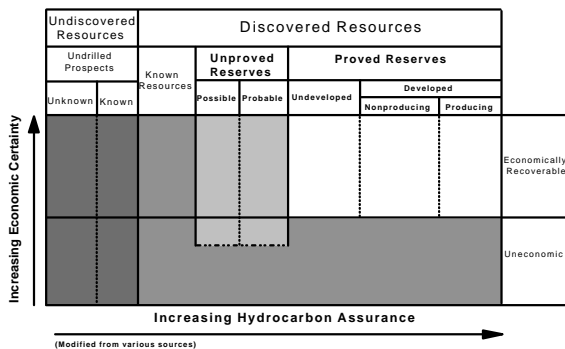 Undiscovered
Resources
Discovered Resources
Undrilled
Prospects
Known
Resources
Unproved
Reserves
Proved Reserves
Unknown
Known
Possible
Probable
Undeveloped
Developed
Nonproducing
Producing
Increasing Economic Certainty
Economically
Recoverable
Uneconomic
Increasing Hydrocarbon Assurance
(Modified from various sources)